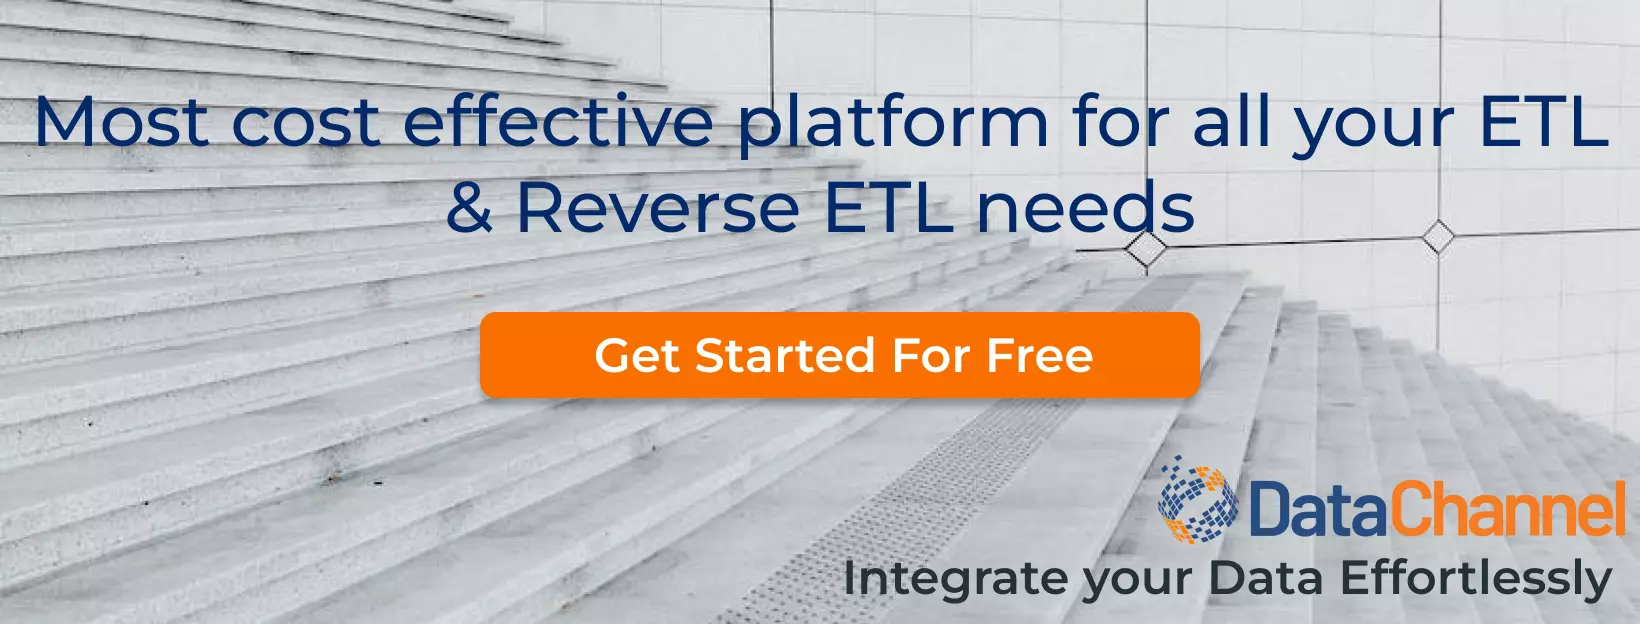 Most cost effective platform for all your ETL
& Reverse ETL needs
Get Started For Free
DataChannel
Integrate your Data Effortlessly